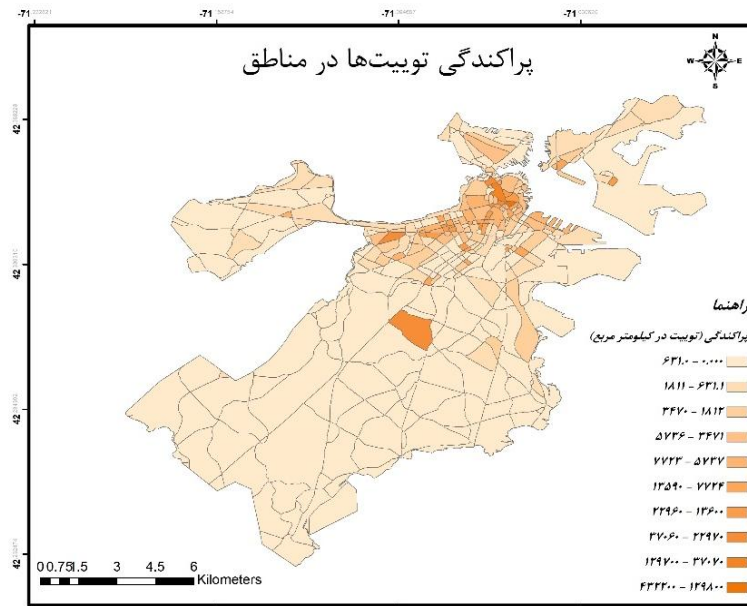 -71
-71
-71
-71
پراکندگی توییت‌ها در مناطق
N
W E
S
42
42
42
42
راهنما
پراکندگی (توییت در کیلومتر مربع)
۶۳۱.۰ - ۰.۰۰۰
۱۸۱۱ - ۶۳۱.۱
۳۴۷۰ - ۱۸۱۲
۵۷۳۶ - ۳۴۷۱
۷۷۲۳ - ۵۷۳۷
۱۳۵۹۰ - ۷۷۲۴
۲۲۹۶۰ - ۱۳۶۰۰
۳۷۰۶۰ - ۲۲۹۷۰
۱۲۹۷۰۰ - ۳۷۰۷۰
۴۳۲۲۰۰ - ۱۲۹۸۰۰
0 0.75 1.5 3 4.5 6
Kilometers